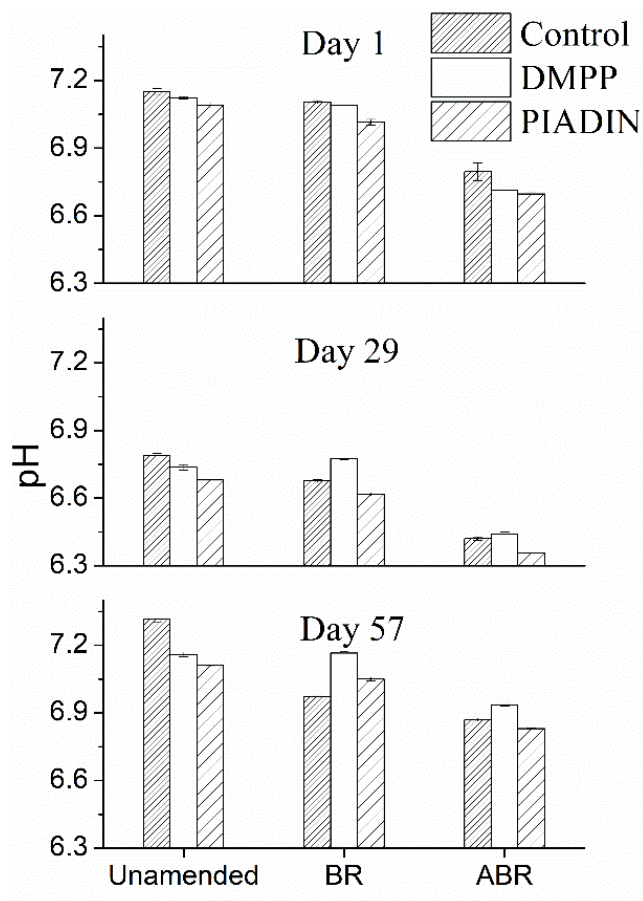 Day 1
Control
DMPP
PIADIN
7.2
6.9
6.6
6.3
Day 29
7.2
6.9
6.6
6.3
pH
Day 57
7.2
6.9
6.6
6.3
Unamended BR ABR